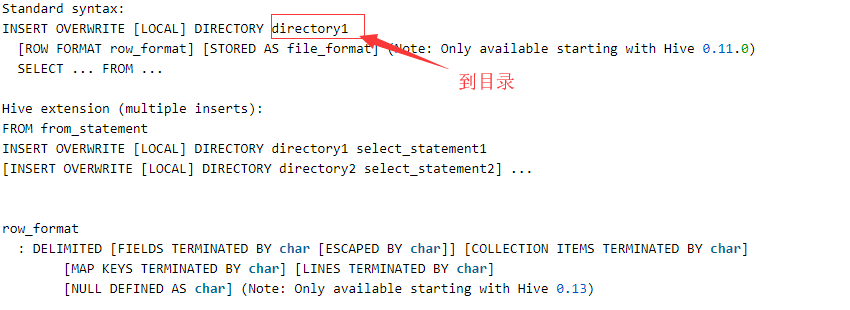 Standard syntax:
INSERT OVERWRITE [LOCAL] DIRECTORY directory1
  [ROW FORMAT row_format] [STORED AS file_format] (Note: Only available starting with Hive 0.11.0)
  SELECT ... FROM ...
到目录
Hive extension (multiple inserts):
FROM from_statement
INSERT OVERWRITE [LOCAL] DIRECTORY directory1 select_statement1
[INSERT OVERWRITE [LOCAL] DIRECTORY directory2 select_statement2] ...
row_format
  : DELIMITED [FIELDS TERMINATED BY char [ESCAPED BY char]] [COLLECTION ITEMS TERMINATED BY char]
        [MAP KEYS TERMINATED BY char] [LINES TERMINATED BY char]
        [NULL DEFINED AS char] (Note: Only available starting with Hive 0.13)